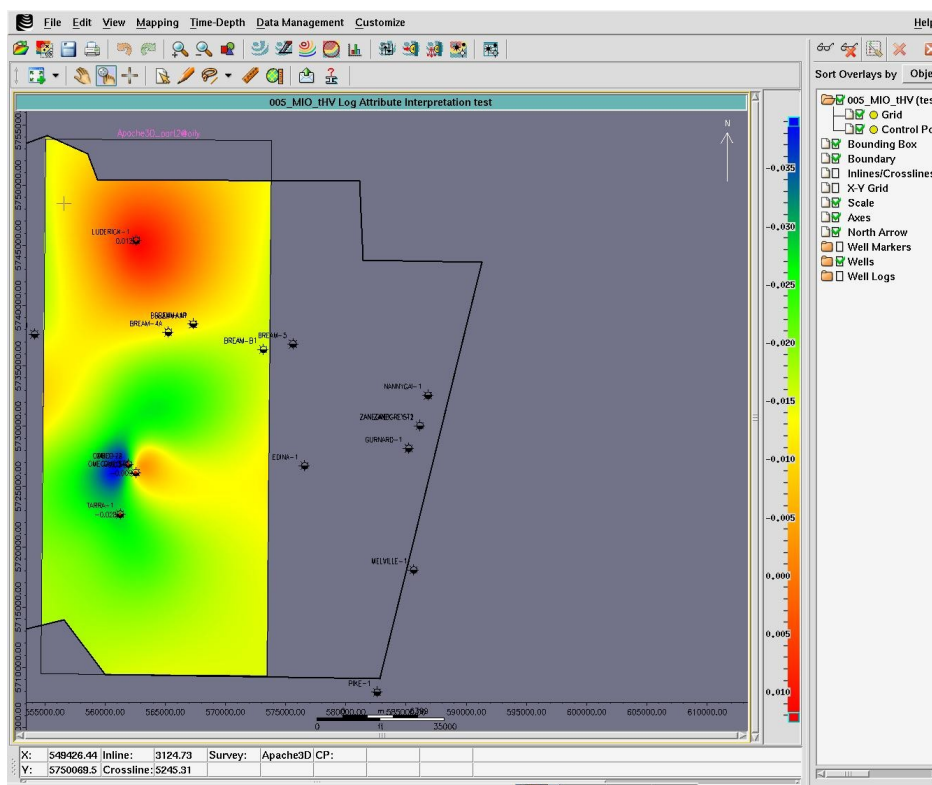 File Edit View Mapping Time-Depth Data Management Customize Help
Sort Overlays by Obje
005_MIO_tHV Log Attribute Interpretation test
005_MIO_tHV (tes
Grid
Control Po
Bounding Box
Boundary
Inlines/Crosslines
X-Y Grid
Scale
Axes
North Arrow
Well Markers
Wells
Well Logs
N
LUDERICK-1
BREAM-4A
BREAM-B1
BREAM-5
NANNYGAI-1
GURNARD-1
EDINA-1
TARRA-1
MELVILLE-1
PIKE-1
5755000.00
5750000.00
5745000.00
5740000.00
5735000.00
5730000.00
5725000.00
5720000.00
5715000.00
5710000.00
-0.035
-0.030
-0.025
-0.020
-0.015
-0.010
-0.005
0.000
0.005
0.010
555000.00 560000.00 565000.00 570000.00 575000.00 580000.00 590000.00 595000.00 600000.00 605000.00 610000.00
m
0 ft 35000
X: 549426.44 Inline: 3124.73 Survey: Apache3D CP:
Y: 5750069.5 Crossline: 5245.31